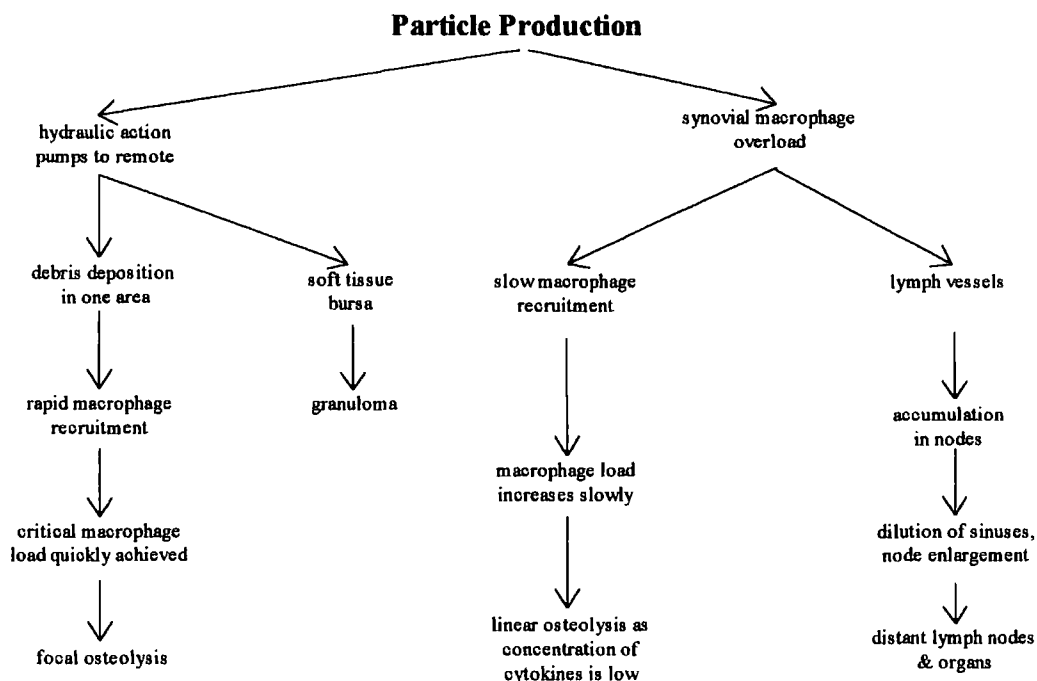 Particle Production
hydraulic action
pumps to remote
synovial macrophage
overload
debris deposition
in one area
soft tissue
bursa
slow macrophage
recruitment
lymph vessels
rapid macrophage
recruitment
granuloma
accumulation
in nodes
macrophage load
increases slowly
critical macrophage
load quickly achieved
dilution of sinuses,
node enlargement
focal osteolysis
linear osteolysis as
concentration of
cytokines is low
distant lymph nodes
& organs